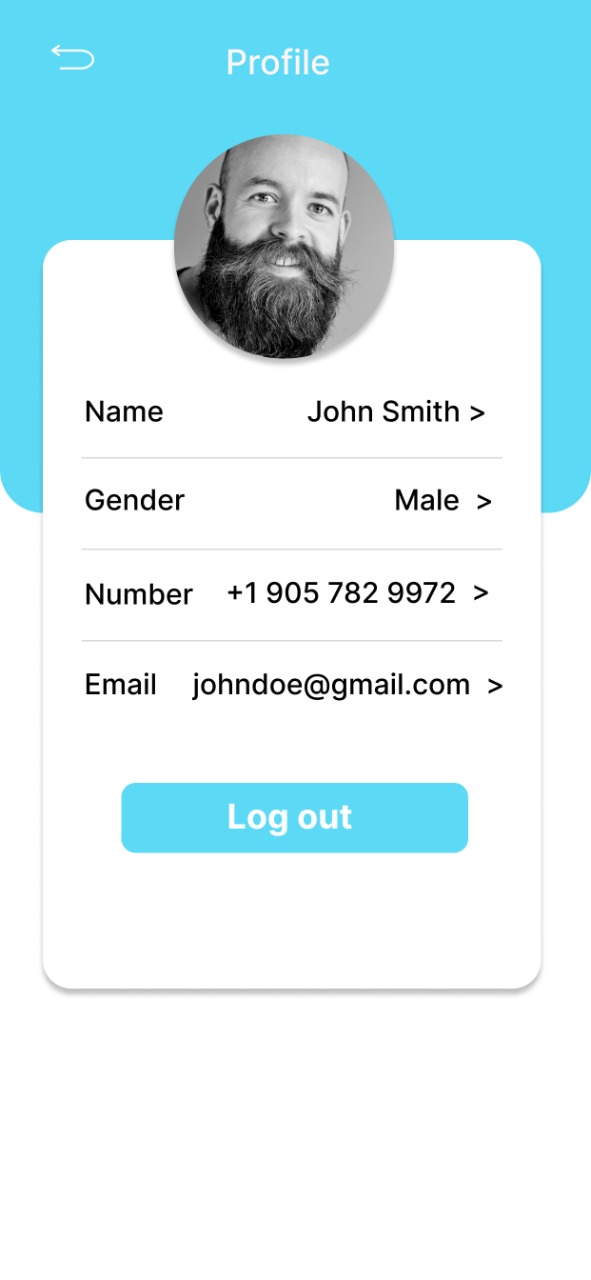 Profile
Name John Smith >
Gender Male >
Number +1 905 782 9972 >
Email johndoe@gmail.com >
Log out